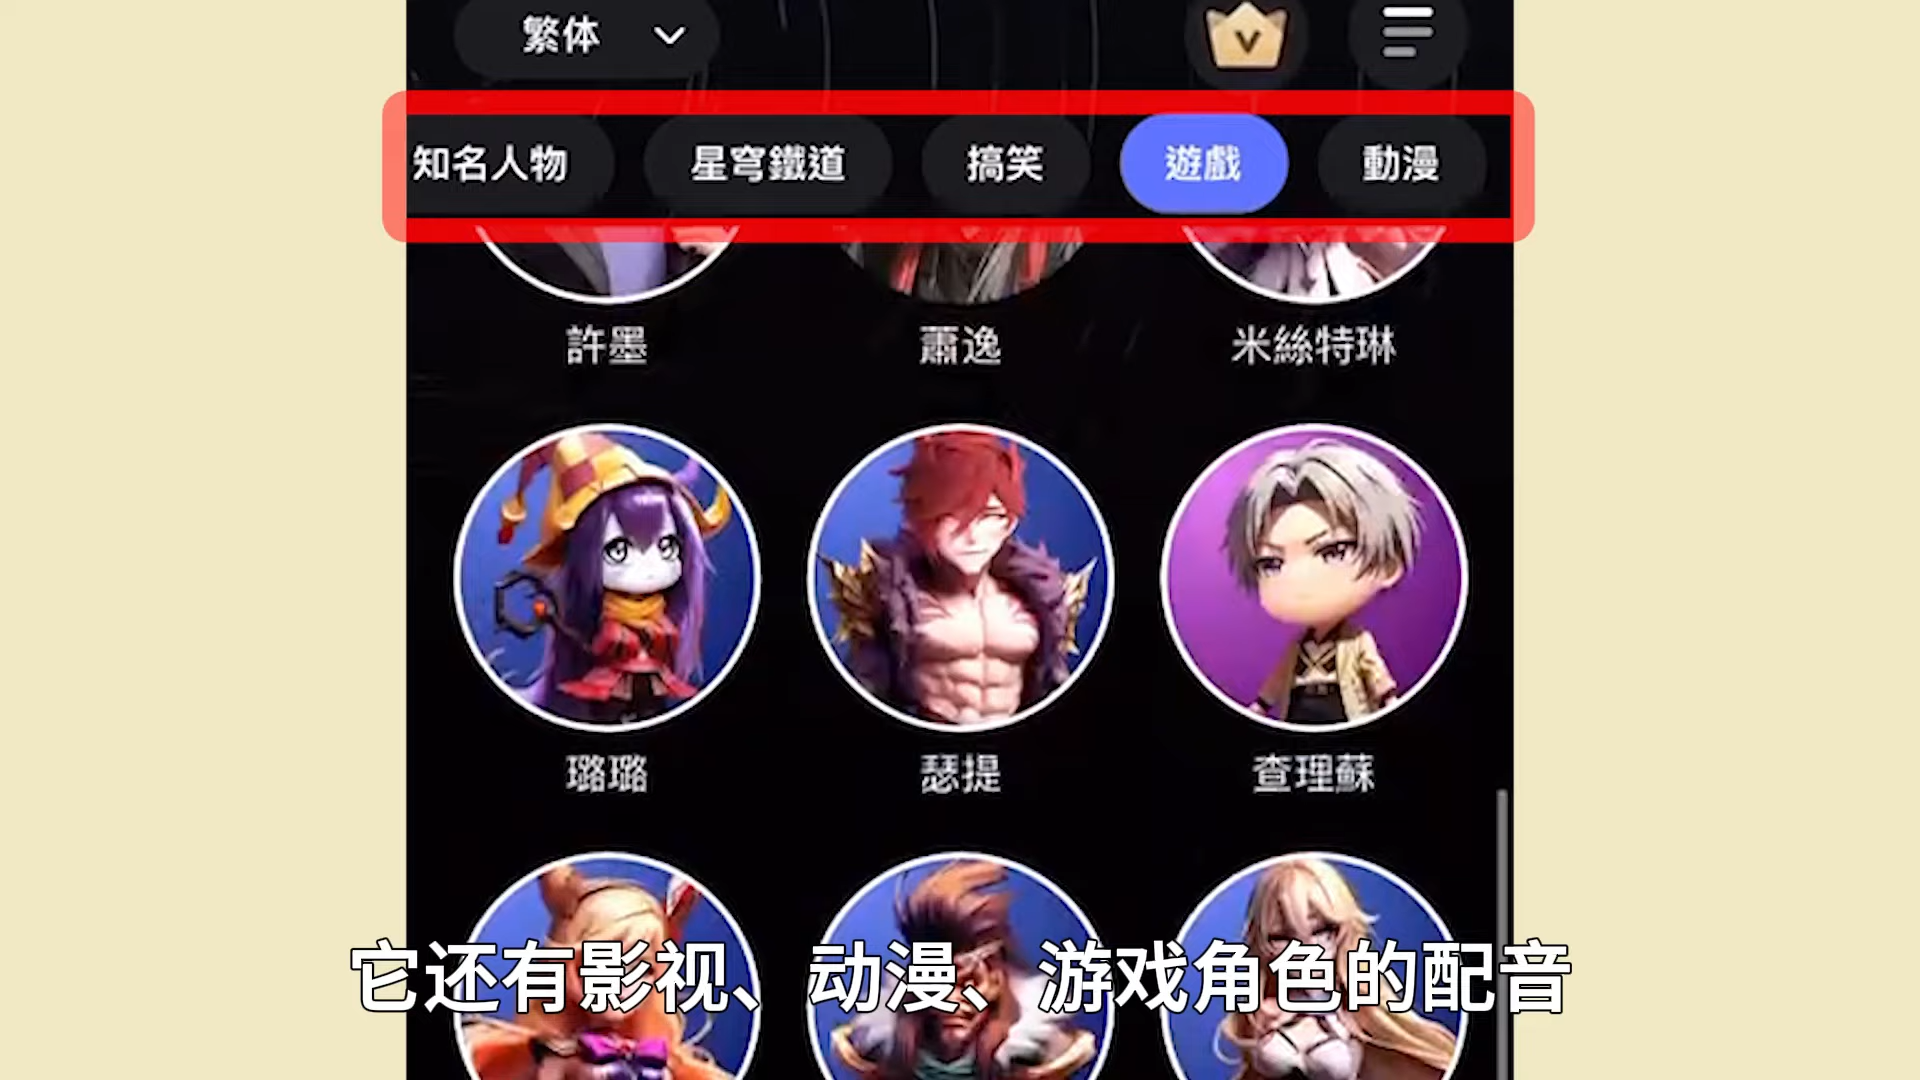 繁体
V
知名人物 星穹鐵道 搞笑 遊戲 動漫
許墨 蕭逸 米絲特琳
璐璐 瑟提 查理蘇
它还有影视、动漫、游戏角色的配音